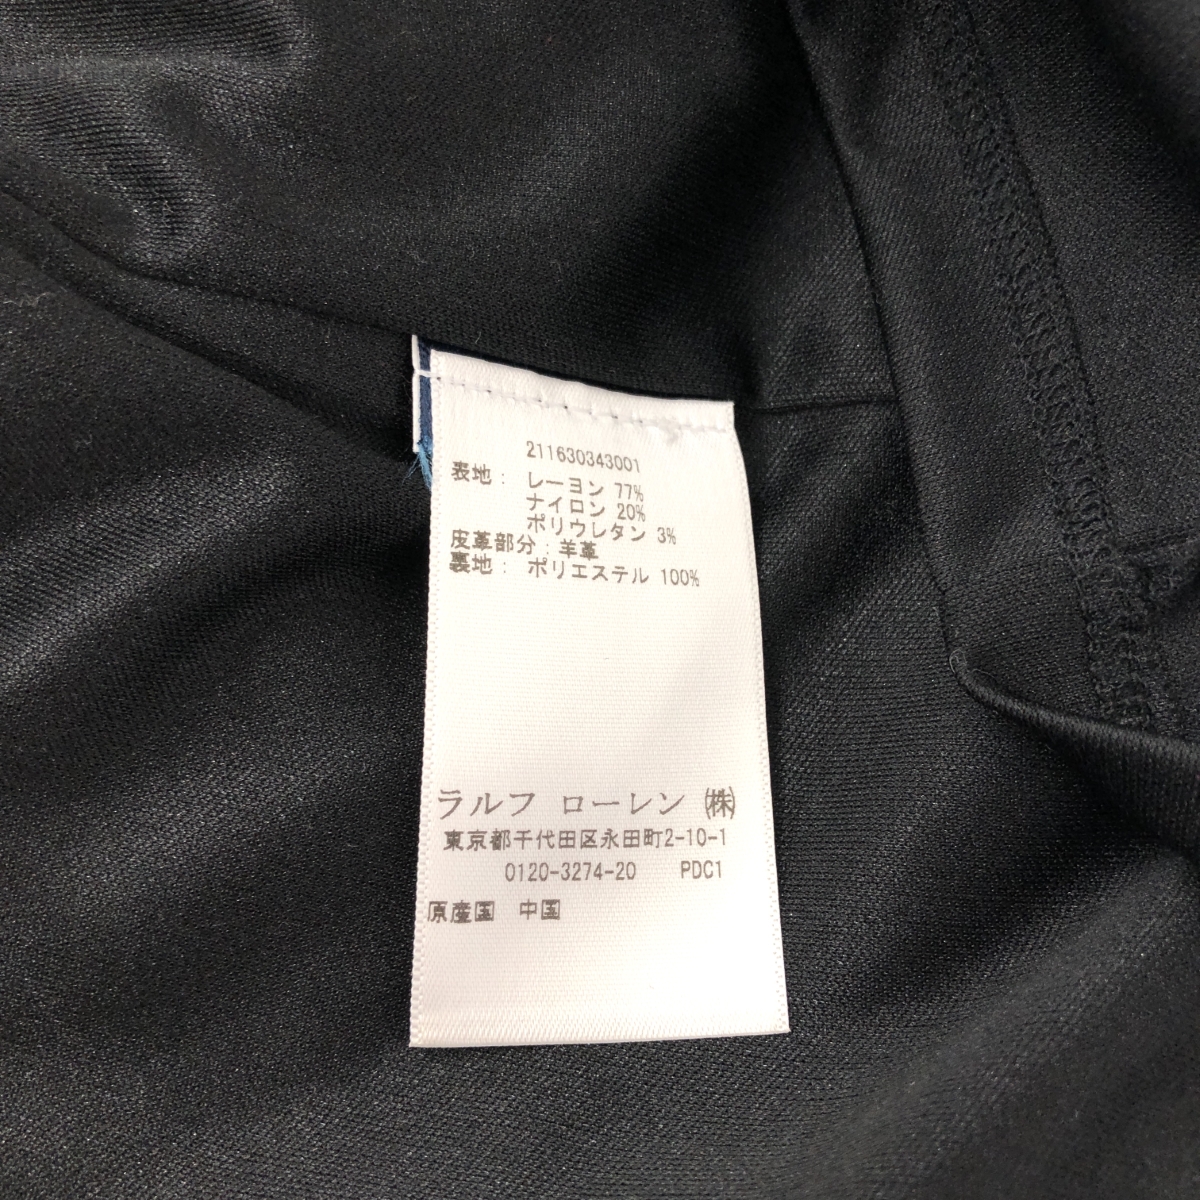 211630343001
表地: レーヨン 77%
ナイロン 20%
ポリウレタン 3%
皮革部分: 羊革
裏地: ポリエステル 100%
ラルフ ローレン ㈱
東京都千代田区永田町2-10-1
0120-3274-20 PDC1
原産国 中国